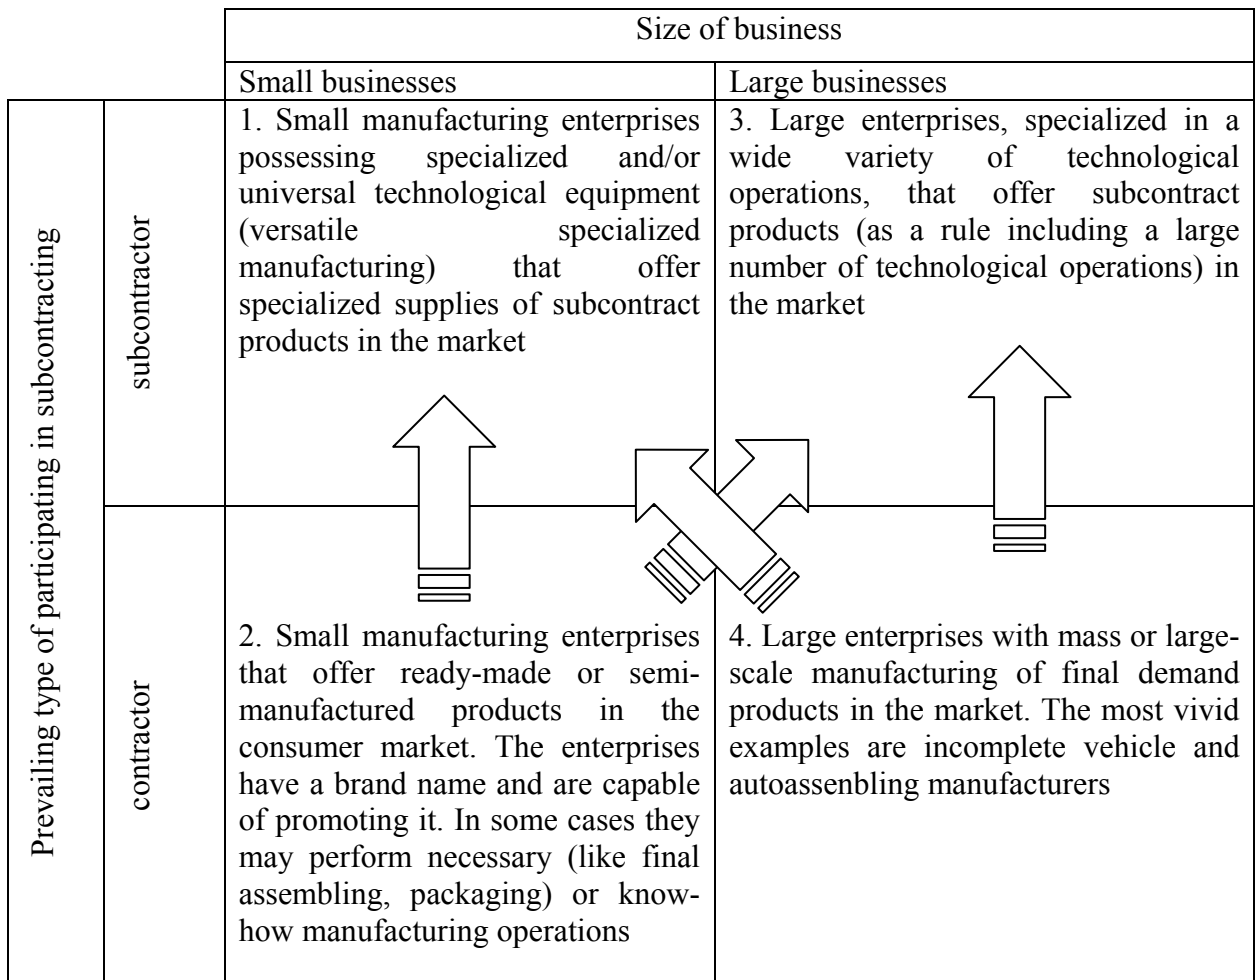 Size of business
Small businesses
Large businesses
Prevailing type of participating in subcontracting
subcontractor
1. Small manufacturing enterprises
possessing specialized and/or
universal technological equipment
(versatile specialized
manufacturing) that offer
specialized supplies of subcontract
products in the market
3. Large enterprises, specialized in a
wide variety of technological
operations, that offer subcontract
products (as a rule including a large
number of technological operations) in
the market
contractor
2. Small manufacturing enterprises
that offer ready-made or semi-
manufactured products in the
consumer market. The enterprises
have a brand name and are capable
of promoting it. In some cases they
may perform necessary (like final
assembling, packaging) or know-
how manufacturing operations
4. Large enterprises with mass or large-
scale manufacturing of final demand
products in the market. The most vivid
examples are incomplete vehicle and
autoassenbling manufacturers